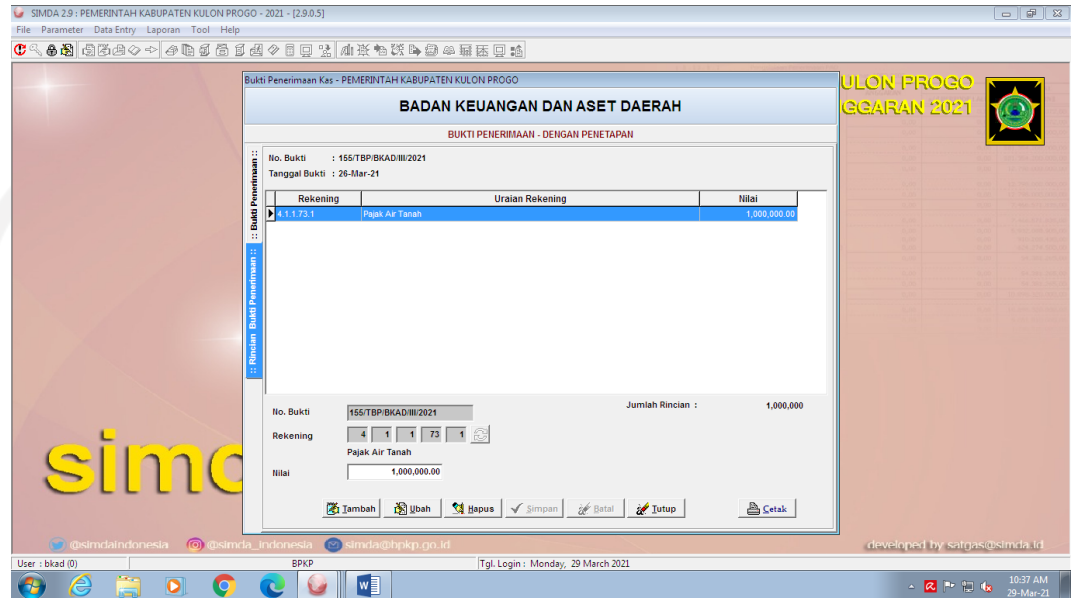 SIMDA 2.9 : PEMERINTAH KABUPATEN KULON PROGO - 2021 - [2.9.0.5]
File Parameter Data Entry Laporan Tool Help
ULON PROGO
GGARAN 2021
Bukti Penerimaan Kas - PEMERINTAH KABUPATEN KULON PROGO
BADAN KEUANGAN DAN ASET DAERAH
BUKTI PENERIMAAN - DENGAN PENETAPAN
:: Bukti Penerimaan ::
:: Rincian Bukti Penerimaan ::
No. Bukti : 155/TBP/BKAD/III/2021
Tanggal Bukti : 26-Mar-21
Rekening Uraian Rekening Nilai
4.1.1.73.1 Pajak Air Tanah 1,000,000.00
Jumlah Rincian : 1,000,000
No. Bukti 155/TBP/BKAD/III/2021
Rekening 4 1 1 73 1
Pajak Air Tanah
Nilai 1,000,000.00
Tambah Ubah Hapus Simpan Batal Tutup Cetak
simd
@simdaindonesia @simda_indonesia simda@bpkp.go.id developed by satgas@simda.id
User : bkad (0) BPKP Tgl. Login : Monday, 29 March 2021
10:37 AM
29-Mar-21